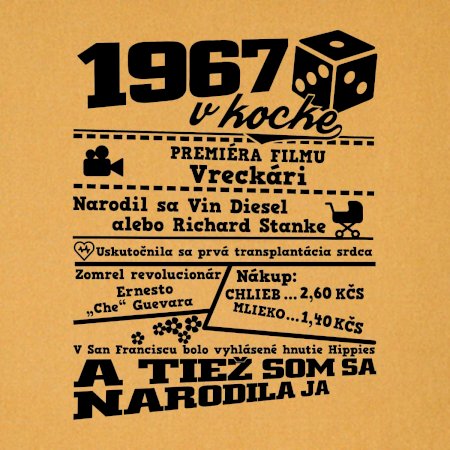 1967
v kocke
PREMIÉRA FILMU
Vreckári
Narodil sa Vin Diesel
alebo Richard Stanke
Uskutočnila sa prvá transplantácia srdca
Zomrel revolucionár
Ernesto
„Che“ Guevara
Nákup:
CHLIEB ... 2,60 KČS
MLIEKO ... 1,40 KČS
V San Franciscu bolo vyhlásené hnutie Hippies
A TIEŽ SOM SA
NARODILA JA